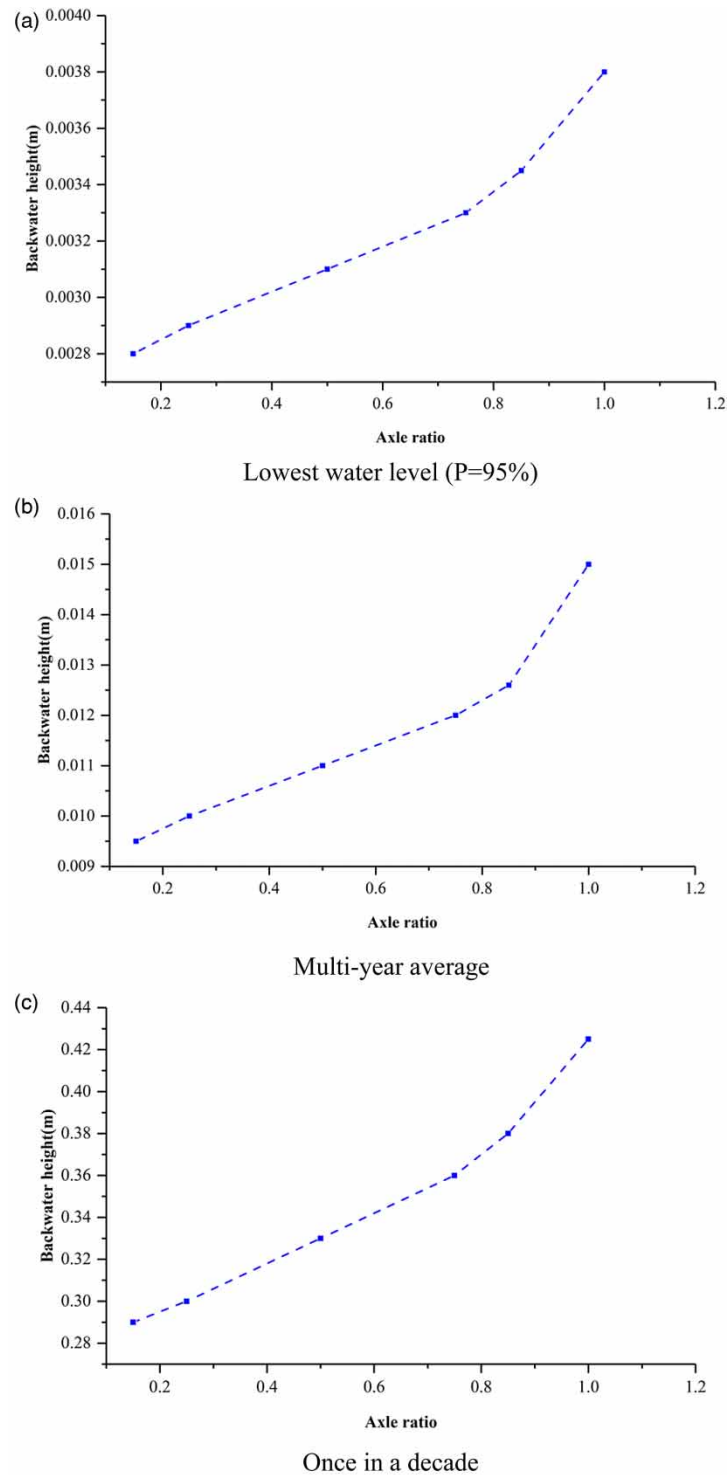 (a)
0.0040
0.0038
0.0036
0.0034
0.0031
0.0030
0.0028
Backwater height(m)
0.2 0.4 0.6 0.8 1.0 1.2
Axle ratio
Lowest water level (P=95%)
(b)
0.016
0.015
0.014
0.013
0.012
0.011
0.010
0.009
Backwater height(m)
0.2 0.4 0.6 0.8 1.0 1.2
Axle ratio
Multi-year average
(c)
0.44
0.42
0.40
0.38
0.36
0.33
0.32
0.30
0.28
Backwater height(m)
0.2 0.4 0.6 0.8 1.0 1.2
Axle ratio
Once in a decade